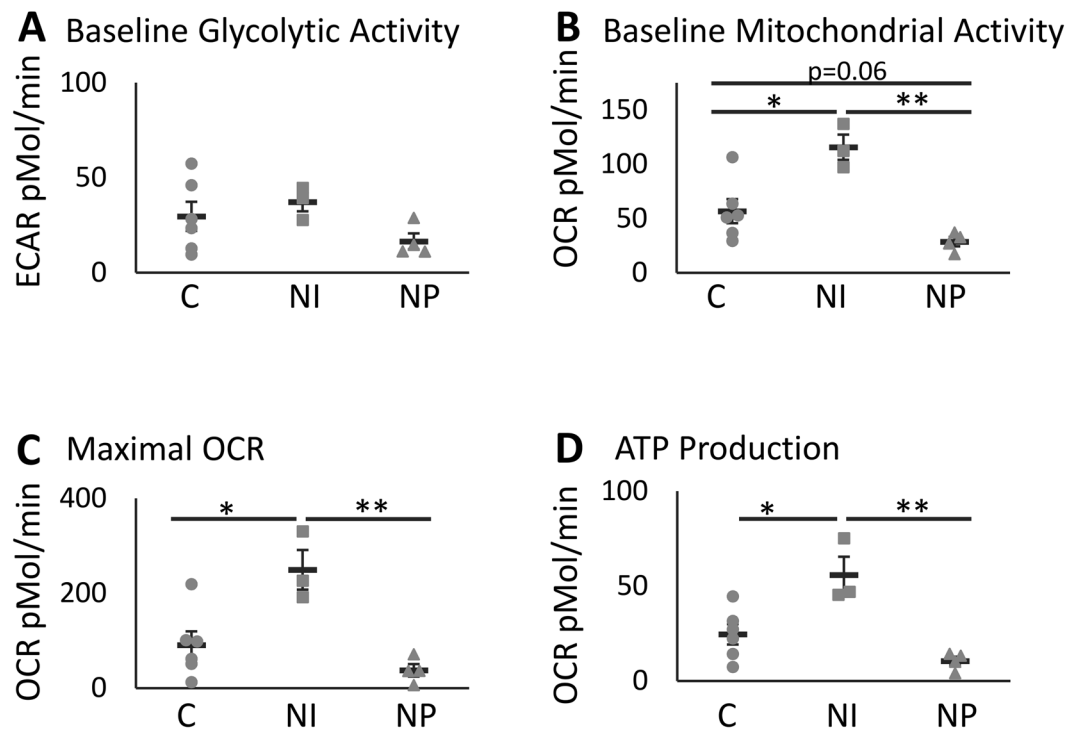 A Baseline Glycolytic Activity
ECAR pMol/min
100
50
0
C NI NP
B Baseline Mitochondrial Activity
OCR pMol/min
p=0.06
* **
150
100
50
0
C NI NP
C Maximal OCR
OCR pMol/min
400
* **
200
0
C NI NP
D ATP Production
OCR pMol/min
100
* **
50
0
C NI NP